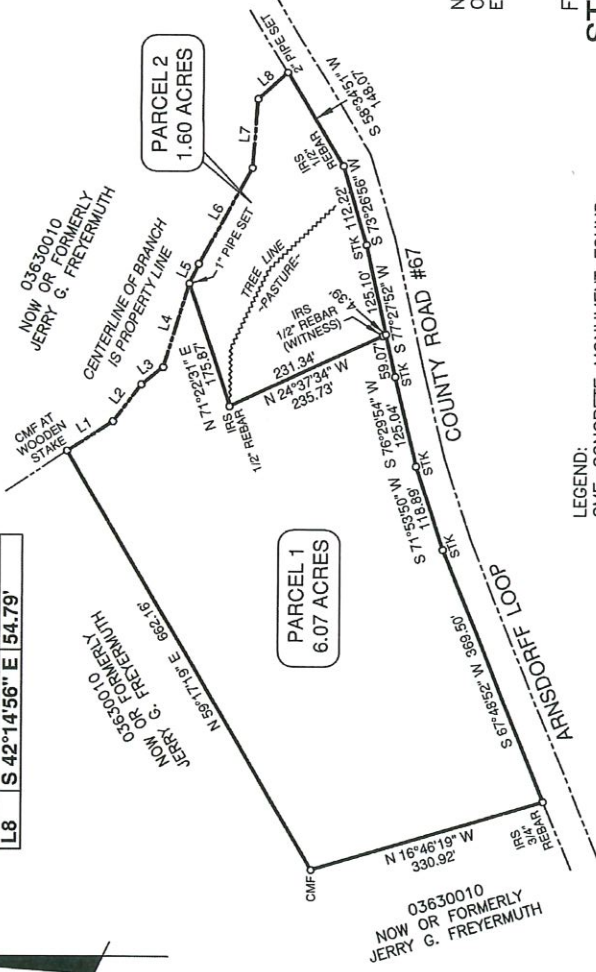 L8 S 42°14'56" E 54.79'
03630010
NOW OR FORMERLY
JERRY G. FREYERMUTH
CENTERLINE OF BRANCH
IS PROPERTY LINE
CMF AT
WOODEN
STAKE
L1
L2
L3
L4
L5
L6
L7
L8
PARCEL 2
1.60 ACRES
2" PIPE SET
1" PIPE SET
TREE LINE
-PASTURE-
N 71°22'31" E
175.87'
IRS
1/2" REBAR
IRS
1/2" REBAR
(WITNESS)
231.34'
N 24°37'34" W
235.73'
4.39
IRS
1/2"
REBAR
S 58°34'51" W
148.07'
S 73°26'56" W
112.22'
STK
S 77°27'52" W
125.10'
59.07'
STK
S 76°29'54" W
125.04'
STK
S 71°53'50" W
118.89'
STK
S 67°48'52" W 369.50'
COUNTY ROAD #67
ARNSDORFF LOOP
PARCEL 1
6.07 ACRES
03630010
NOW OR FORMERLY
JERRY G. FREYERMUTH
N 59°17'19" E 662.16'
CMF
N 16°46'19" W
330.92'
IRS
3/4"
REBAR
03630010
NOW OR FORMERLY
JERRY G. FREYERMUTH
LEGEND:
N
O
E
F
ST